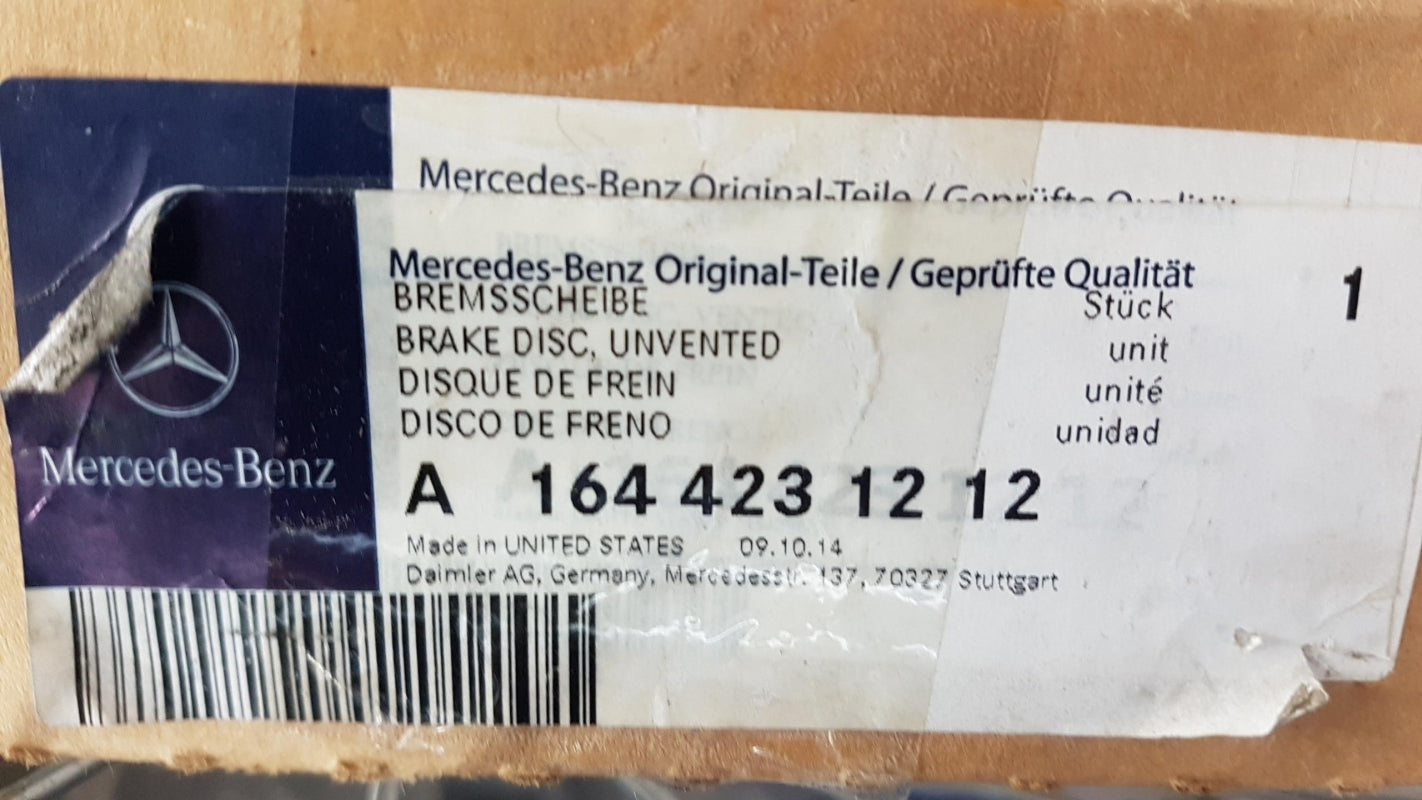 Mercedes-Benz Original-Teile / Geprüfte Qualität
Mercedes-Benz Original-Teile / Geprüfte Qualität 1
BREMSSCHEIBE Stück
BRAKE DISC, UNVENTED unit
DISQUE DE FREIN unité
DISCO DE FRENO unidad
Mercedes-Benz
A 164 423 12 12
Made in UNITED STATES 09.10.14
Daimler AG, Germany, Mercedesstr. 137, 70327 Stuttgart